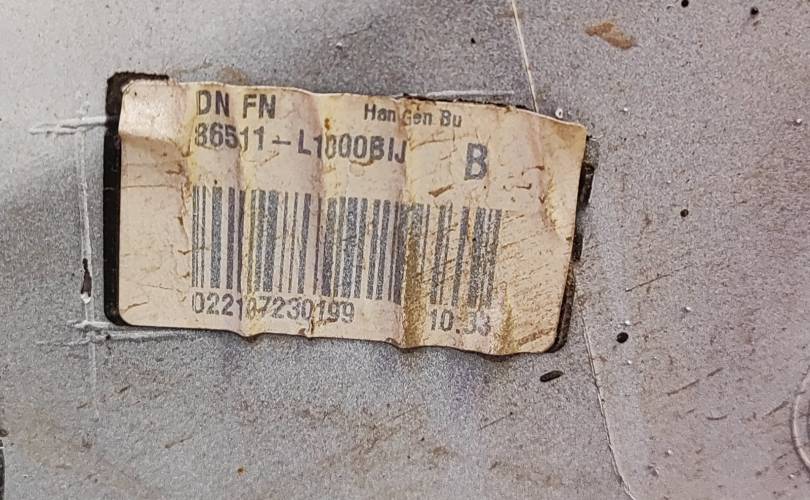 DN FN
Han Gen Bu
86511-L1000BIJ
B
022107230199
10:33